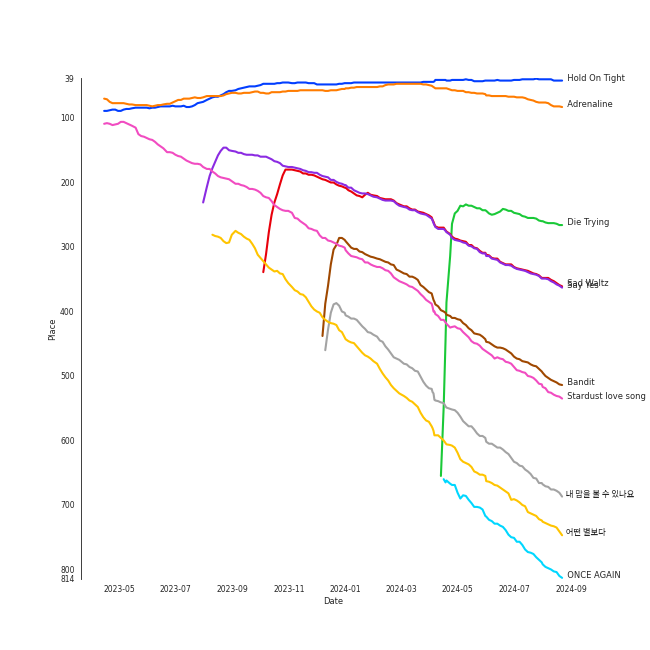 39
Hold On Tight
Adrenaline
100
200
Die Trying
300
Sad Waltz
Say Yes
400
Place
500
Bandit
Stardust love song
600
내 맘을 볼 수 있나요
700
어떤 별보다
800
ONCE AGAIN
814
2023-05 2023-07 2023-09 2023-11 2024-01 2024-03 2024-05 2024-07 2024-09
Date